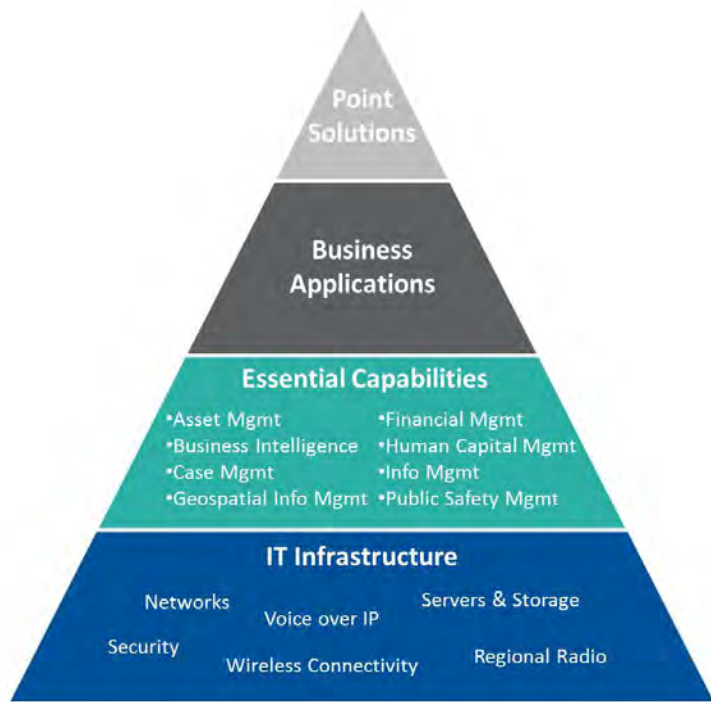 Point
Solutions
Business
Applications
Essential Capabilities
•Asset Mgmt
•Business Intelligence
•Case Mgmt
•Geospatial Info Mgmt
•Financial Mgmt
•Human Capital Mgmt
•Info Mgmt
•Public Safety Mgmt
IT Infrastructure
Networks
Voice over IP
Servers & Storage
Security
Wireless Connectivity
Regional Radio